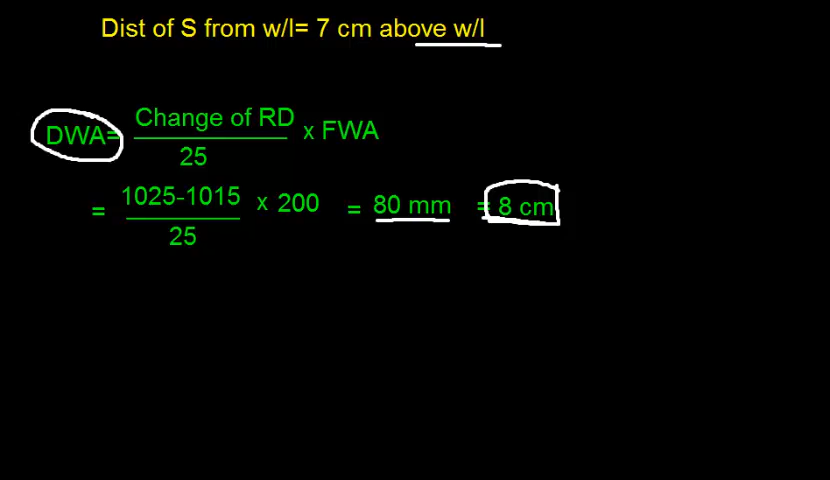 Dist of S from w/l= 7 cm above w/l
DWA= Change of RD / 25 x FWA
= 1025-1015 / 25 x 200 = 80 mm = 8 cm